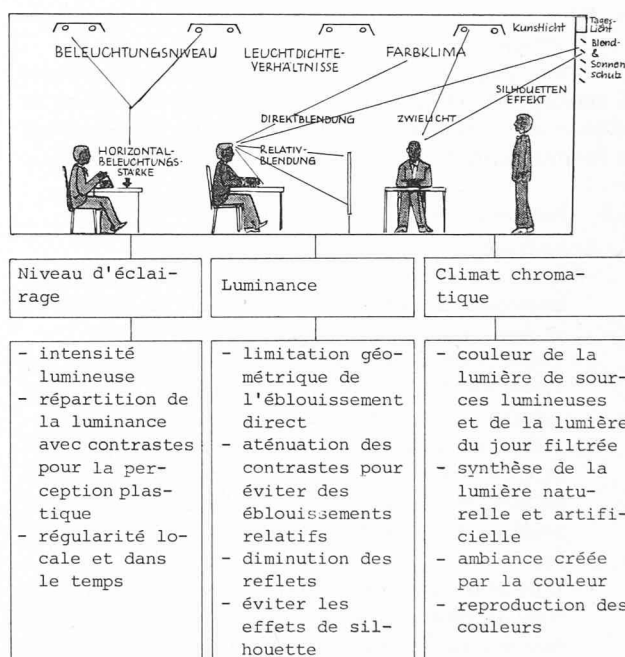 Kunstlicht
Tages-
Licht
BELEUCHTUNGSNIVEAU
LEUCHTDICHTE-
VERHÄLTNISSE
FARBKLIMA
Blend-
&
Sonnen
schutz
SILHOUETTEN
EFFEKT
DIREKTBLENDUNG
ZWIELICHT
HORIZONTAL-
BELEUCHTUNGS-
STÄRKE
RELATIV-
BLENDUNG
Niveau d'éclai-
rage
Luminance
Climat chroma-
tique
- intensité
lumineuse
- répartition de
la luminance
avec contrastes
pour la per-
ception plas-
tique
- régularité lo-
cale et dans
le temps
- limitation géo-
métrique de
l'éblouissement
direct
- aténuation des
contrastes pour
éviter des
éblouissements
relatifs
- diminution des
reflets
- éviter les
effets de sil-
houette
- couleur de la
lumière de sour-
ces lumineuses
et de la lumière
du jour filtrée
- synthèse de la
lumière natu-
relle et artifi-
cielle
- ambiance créée
par la couleur
- reproduction des
couleurs